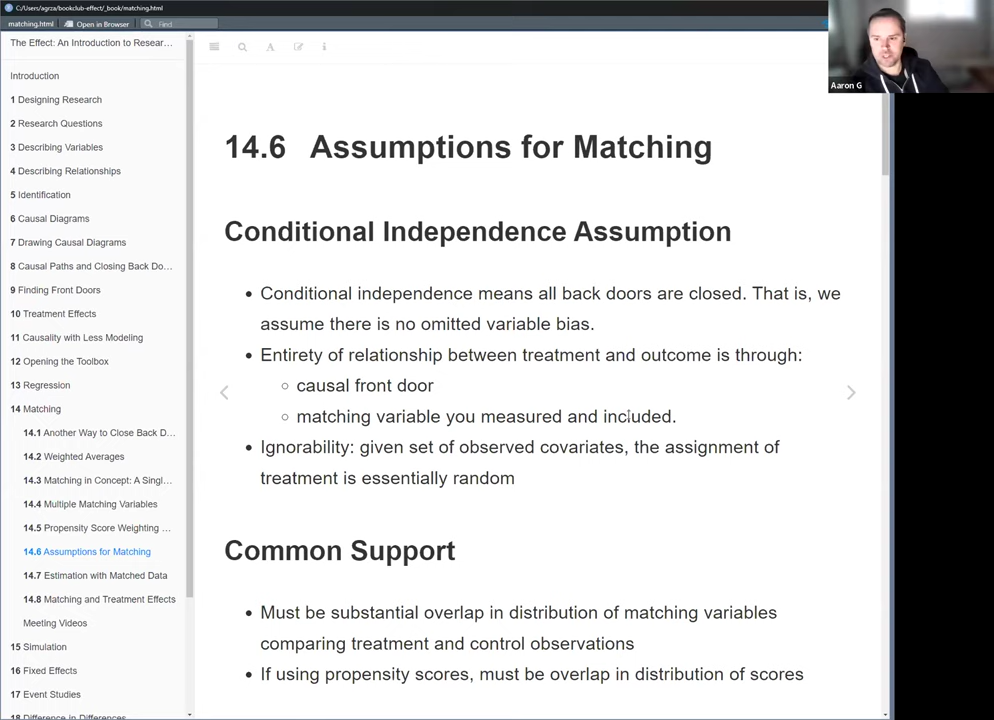 C:/Users/agrza/bookclub-effect/_book/matching.html
matching.html
Open in Browser
Find
The Effect: An Introduction to Resear...
Introduction
1 Designing Research
2 Research Questions
3 Describing Variables
4 Describing Relationships
5 Identification
6 Causal Diagrams
7 Drawing Causal Diagrams
8 Causal Paths and Closing Back Do...
9 Finding Front Doors
10 Treatment Effects
11 Causality with Less Modeling
12 Opening the Toolbox
13 Regression
14 Matching
14.1 Another Way to Close Back D...
14.2 Weighted Averages
14.3 Matching in Concept: A Singl...
14.4 Multiple Matching Variables
14.5 Propensity Score Weighting ...
14.6 Assumptions for Matching
14.7 Estimation with Matched Data
14.8 Matching and Treatment Effects
Meeting Videos
15 Simulation
16 Fixed Effects
17 Event Studies
18 Difference in Differences
A
i
Aaron G
14.6 Assumptions for Matching
Conditional Independence Assumption
• Conditional independence means all back doors are closed. That is, we
assume there is no omitted variable bias.
• Entirety of relationship between treatment and outcome is through:
○ causal front door
○ matching variable you measured and included.
• Ignorability: given set of observed covariates, the assignment of
treatment is essentially random
Common Support
• Must be substantial overlap in distribution of matching variables
comparing treatment and control observations
• If using propensity scores, must be overlap in distribution of scores